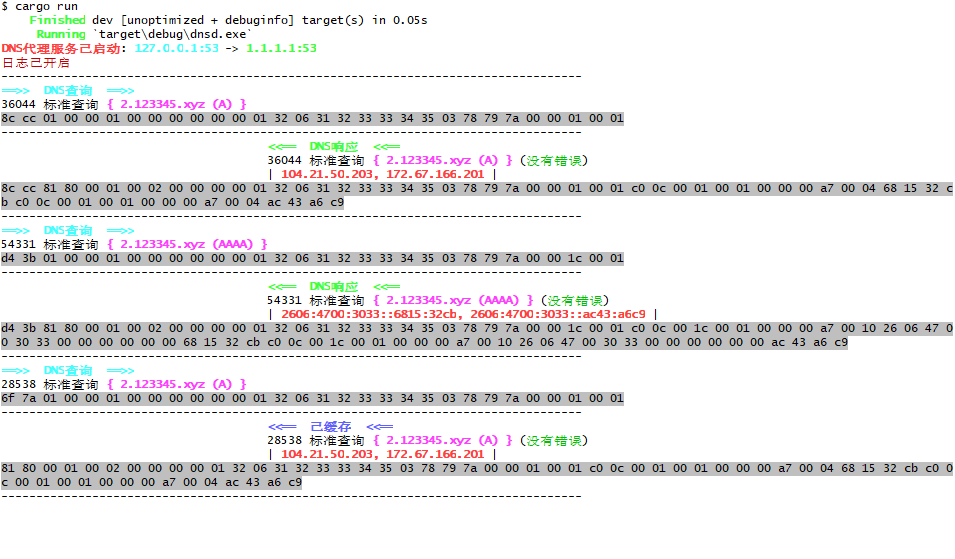 $ cargo run
Finished dev [unoptimized + debuginfo] target(s) in 0.05s
Running `target\debug\dnsd.exe`
DNS代理服务已启动: 127.0.0.1:53 -> 1.1.1.1:53
日志已开启
------------------------------------------------------------------------------------
==>> DNS查询 ==>>
36044 标准查询 { 2.123345.xyz (A) }
8c cc 01 00 00 01 00 00 00 00 00 00 01 32 06 31 32 33 33 34 35 03 78 79 7a 00 00 01 00 01
------------------------------------------------------------------------------------
<<== DNS响应 <<==
36044 标准查询 { 2.123345.xyz (A) } (没有错误)
| 104.21.50.203, 172.67.166.201 |
8c cc 81 80 00 01 00 02 00 00 00 00 01 32 06 31 32 33 33 34 35 03 78 79 7a 00 00 01 00 01 c0 0c 00 01 00 01 00 00 00 a7 00 04 68 15 32 c
b c0 0c 00 01 00 01 00 00 00 a7 00 04 ac 43 a6 c9
------------------------------------------------------------------------------------
==>> DNS查询 ==>>
54331 标准查询 { 2.123345.xyz (AAAA) }
d4 3b 01 00 00 01 00 00 00 00 00 00 01 32 06 31 32 33 33 34 35 03 78 79 7a 00 00 1c 00 01
------------------------------------------------------------------------------------
<<== DNS响应 <<==
54331 标准查询 { 2.123345.xyz (AAAA) } (没有错误)
| 2606:4700:3033::6815:32cb, 2606:4700:3033::ac43:a6c9 |
d4 3b 81 80 00 01 00 02 00 00 00 00 01 32 06 31 32 33 33 34 35 03 78 79 7a 00 00 1c 00 01 c0 0c 00 1c 00 01 00 00 00 a7 00 10 26 06 47 0
0 30 33 00 00 00 00 00 00 68 15 32 cb c0 0c 00 1c 00 01 00 00 00 a7 00 10 26 06 47 00 30 33 00 00 00 00 00 00 ac 43 a6 c9
------------------------------------------------------------------------------------
==>> DNS查询 ==>>
28538 标准查询 { 2.123345.xyz (A) }
6f 7a 01 00 00 01 00 00 00 00 00 00 01 32 06 31 32 33 33 34 35 03 78 79 7a 00 00 01 00 01
------------------------------------------------------------------------------------
<<== 已缓存 <<==
28538 标准查询 { 2.123345.xyz (A) } (没有错误)
| 104.21.50.203, 172.67.166.201 |
81 80 00 01 00 02 00 00 00 00 01 32 06 31 32 33 33 34 35 03 78 79 7a 00 00 01 00 01 c0 0c 00 01 00 01 00 00 00 a7 00 04 68 15 32 cb c0 0
c 00 01 00 01 00 00 00 a7 00 04 ac 43 a6 c9
------------------------------------------------------------------------------------